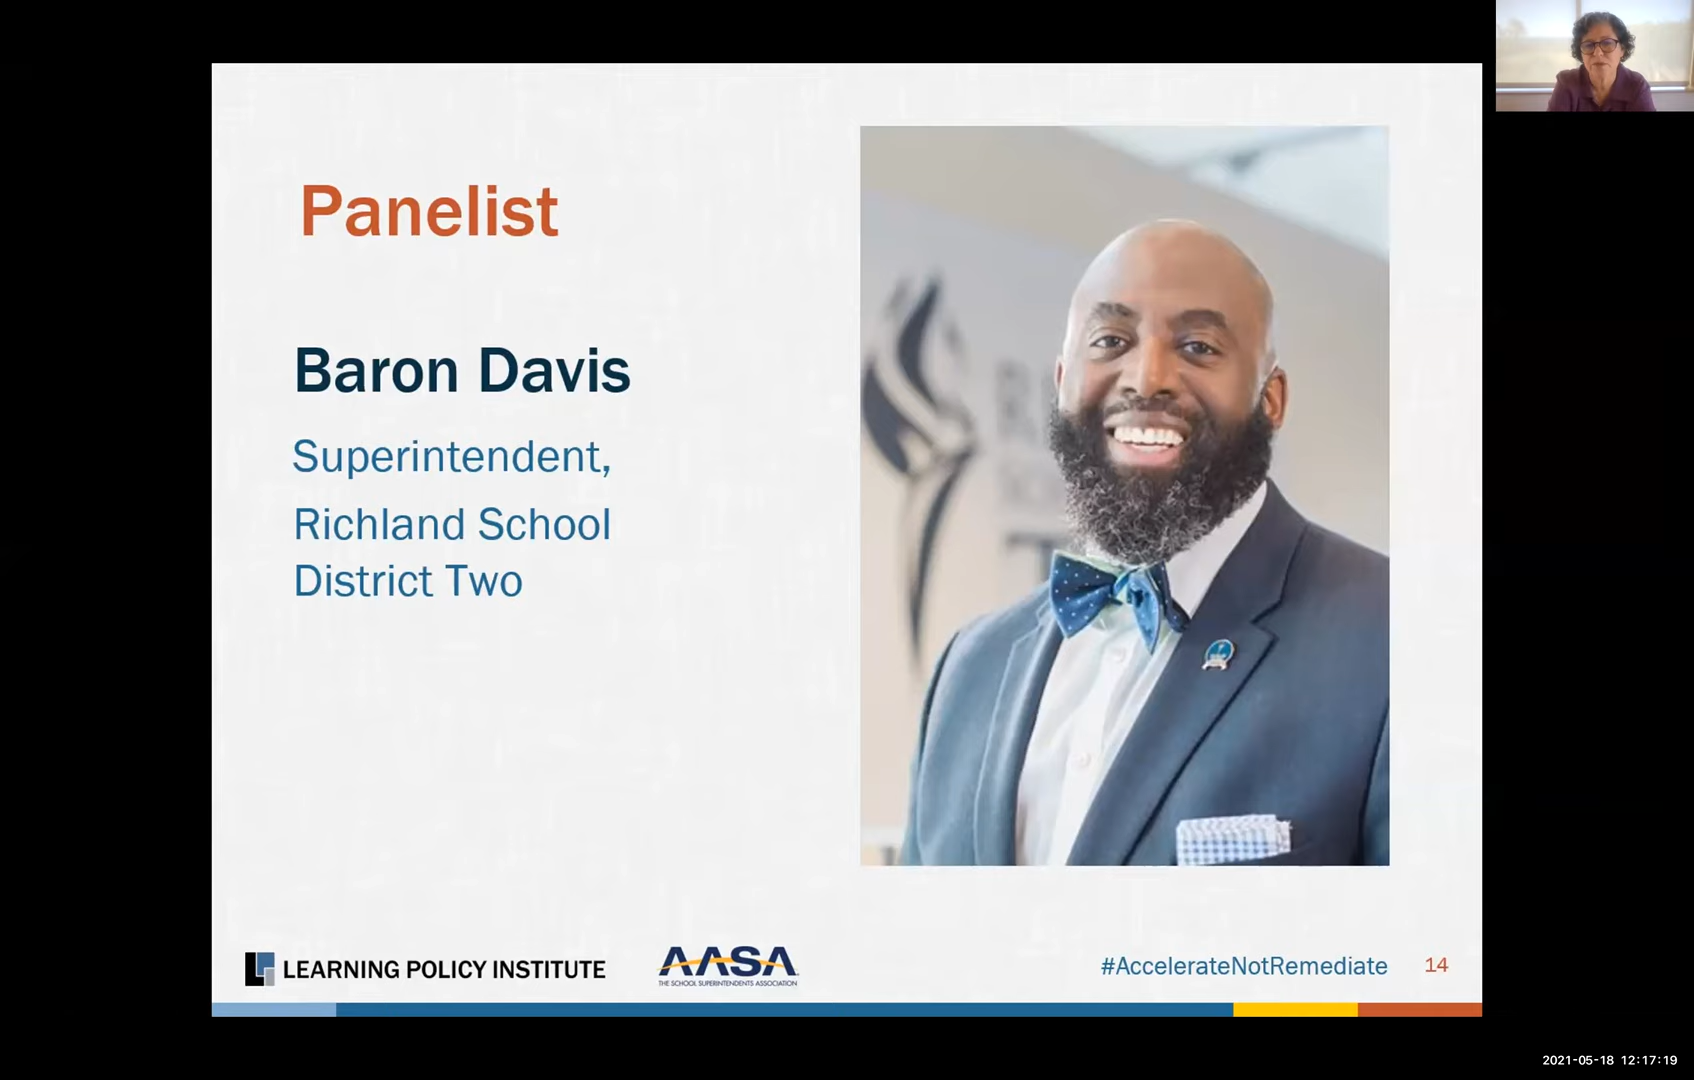 Panelist
Baron Davis
Superintendent,
Richland School
District Two
LEARNING POLICY INSTITUTE
AASA
THE SCHOOL SUPERINTENDENTS ASSOCIATION
#AccelerateNotRemediate
14
2021-05-18 12:17:19